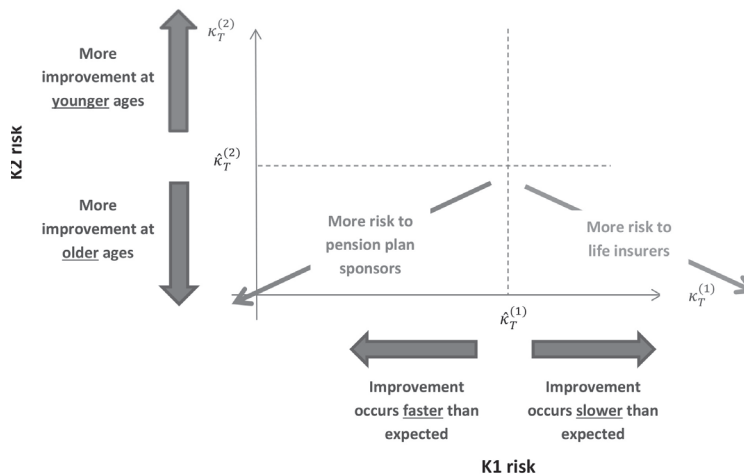 κ_T^(2)
More
improvement at
younger ages
K2 risk
κ̂_T^(2)
More
improvement at
older ages
More risk to
pension plan
sponsors
More risk to
life insurers
κ_T^(1)
κ̂_T^(1)
Improvement
occurs faster than
expected
Improvement
occurs slower than
expected
K1 risk